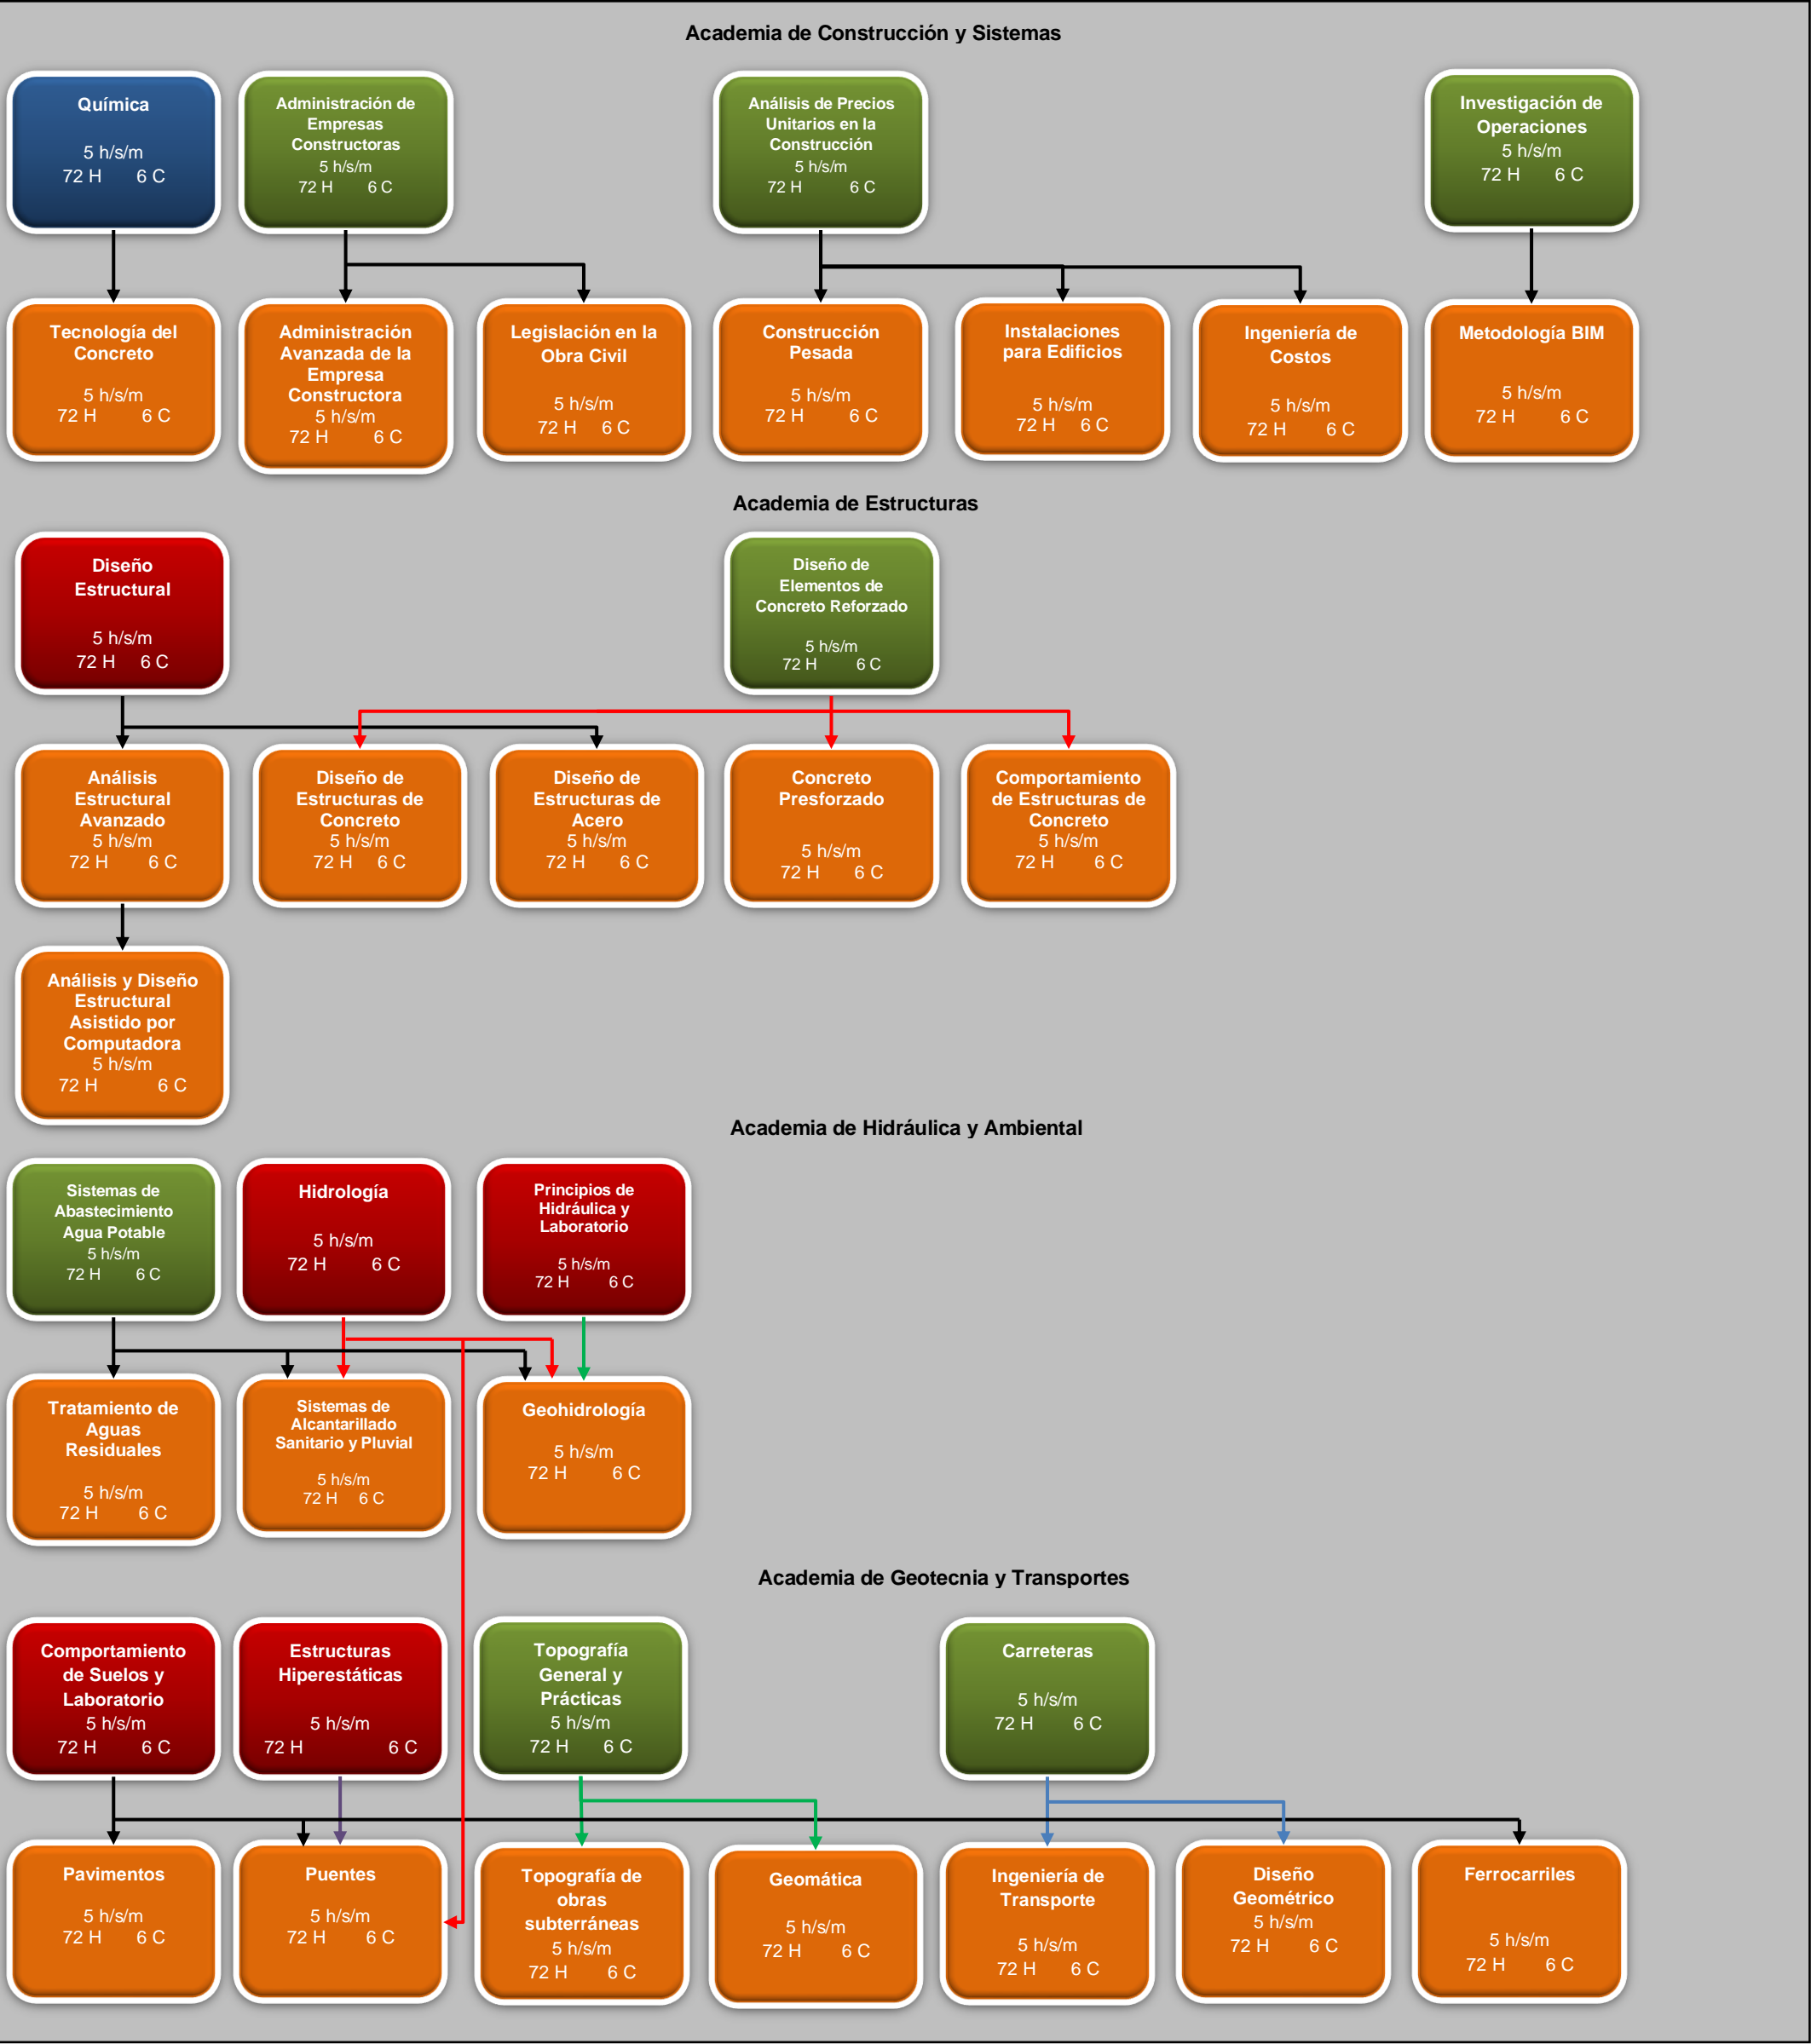 Academia de Construcción y Sistemas
Química
5 h/s/m
72 H 6 C
Administración de
Empresas
Constructoras
5 h/s/m
72 H 6 C
Análisis de Precios
Unitarios en la
Construcción
5 h/s/m
72 H 6 C
Investigación de
Operaciones
5 h/s/m
72 H 6 C
Tecnología del
Concreto
5 h/s/m
72 H 6 C
Administración
Avanzada de la
Empresa
Constructora
5 h/s/m
72 H 6 C
Legislación en la
Obra Civil
5 h/s/m
72 H 6 C
Construcción
Pesada
5 h/s/m
72 H 6 C
Instalaciones
para Edificios
5 h/s/m
72 H 6 C
Ingeniería de
Costos
5 h/s/m
72 H 6 C
Metodología BIM
5 h/s/m
72 H 6 C
Academia de Estructuras
Diseño
Estructural
5 h/s/m
72 H 6 C
Diseño de
Elementos de
Concreto Reforzado
5 h/s/m
72 H 6 C
Análisis
Estructural
Avanzado
5 h/s/m
72 H 6 C
Diseño de
Estructuras de
Concreto
5 h/s/m
72 H 6 C
Diseño de
Estructuras de
Acero
5 h/s/m
72 H 6 C
Concreto
Presforzado
5 h/s/m
72 H 6 C
Comportamiento
de Estructuras de
Concreto
5 h/s/m
72 H 6 C
Análisis y Diseño
Estructural
Asistido por
Computadora
5 h/s/m
72 H 6 C
Academia de Hidráulica y Ambiental
Sistemas de
Abastecimiento
Agua Potable
5 h/s/m
72 H 6 C
Hidrología
5 h/s/m
72 H 6 C
Principios de
Hidráulica y
Laboratorio
5 h/s/m
72 H 6 C
Tratamiento de
Aguas
Residuales
5 h/s/m
72 H 6 C
Sistemas de
Alcantarillado
Sanitario y Pluvial
5 h/s/m
72 H 6 C
Geohidrología
5 h/s/m
72 H 6 C
Academia de Geotecnia y Transportes
Comportamiento
de Suelos y
Laboratorio
5 h/s/m
72 H 6 C
Estructuras
Hiperestáticas
5 h/s/m
72 H 6 C
Topografía
General y
Prácticas
5 h/s/m
72 H 6 C
Carreteras
5 h/s/m
72 H 6 C
Pavimentos
5 h/s/m
72 H 6 C
Puentes
5 h/s/m
72 H 6 C
Topografía de
obras
subterráneas
5 h/s/m
72 H 6 C
Geomática
5 h/s/m
72 H 6 C
Ingeniería de
Transporte
5 h/s/m
72 H 6 C
Diseño
Geométrico
5 h/s/m
72 H 6 C
Ferrocarriles
5 h/s/m
72 H 6 C